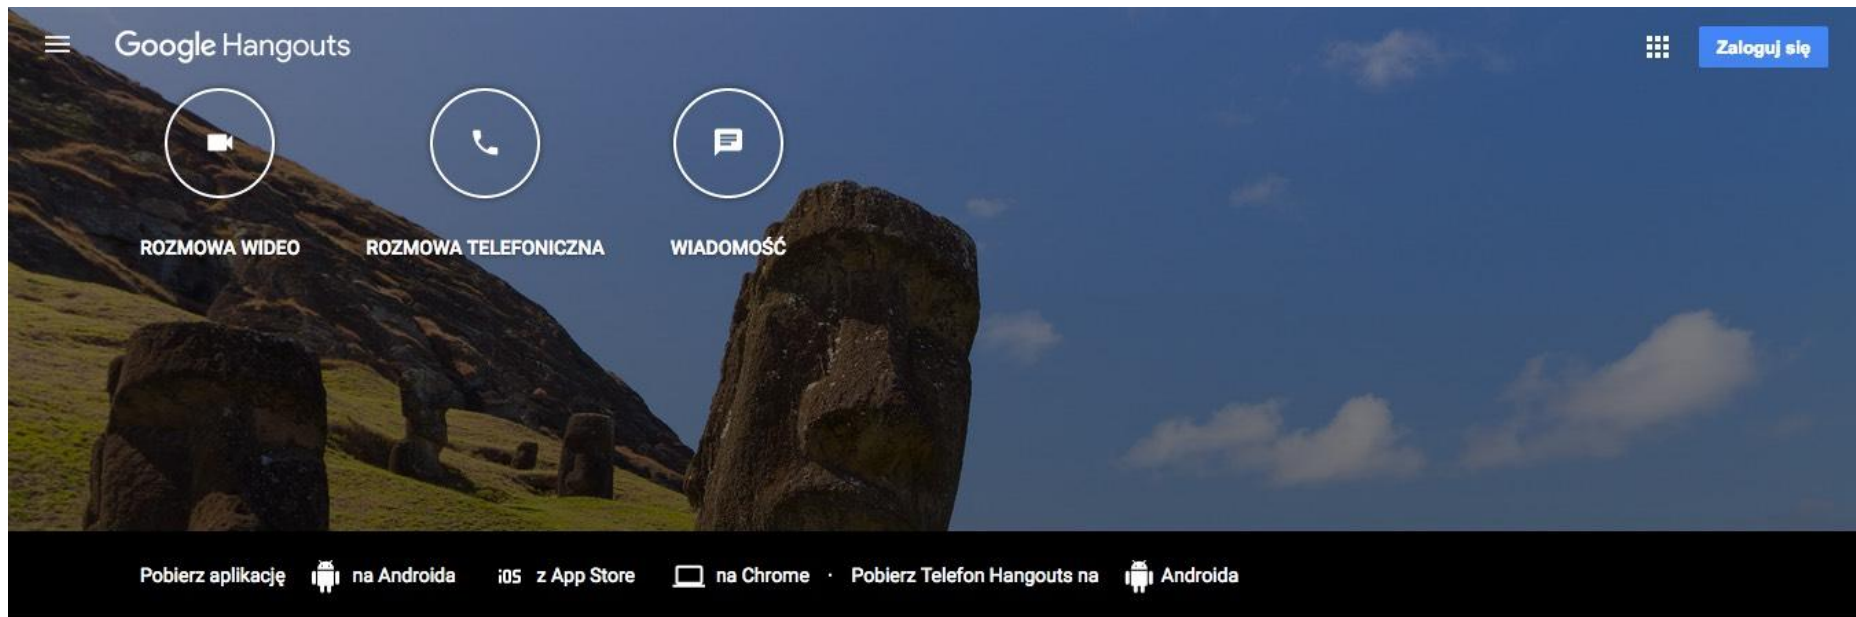 Google Hangouts
Zaloguj się
ROZMOWA WIDEO
ROZMOWA TELEFONICZNA
WIADOMOŚĆ
Pobierz aplikację na Androida iOS z App Store na Chrome · Pobierz Telefon Hangouts na Androida